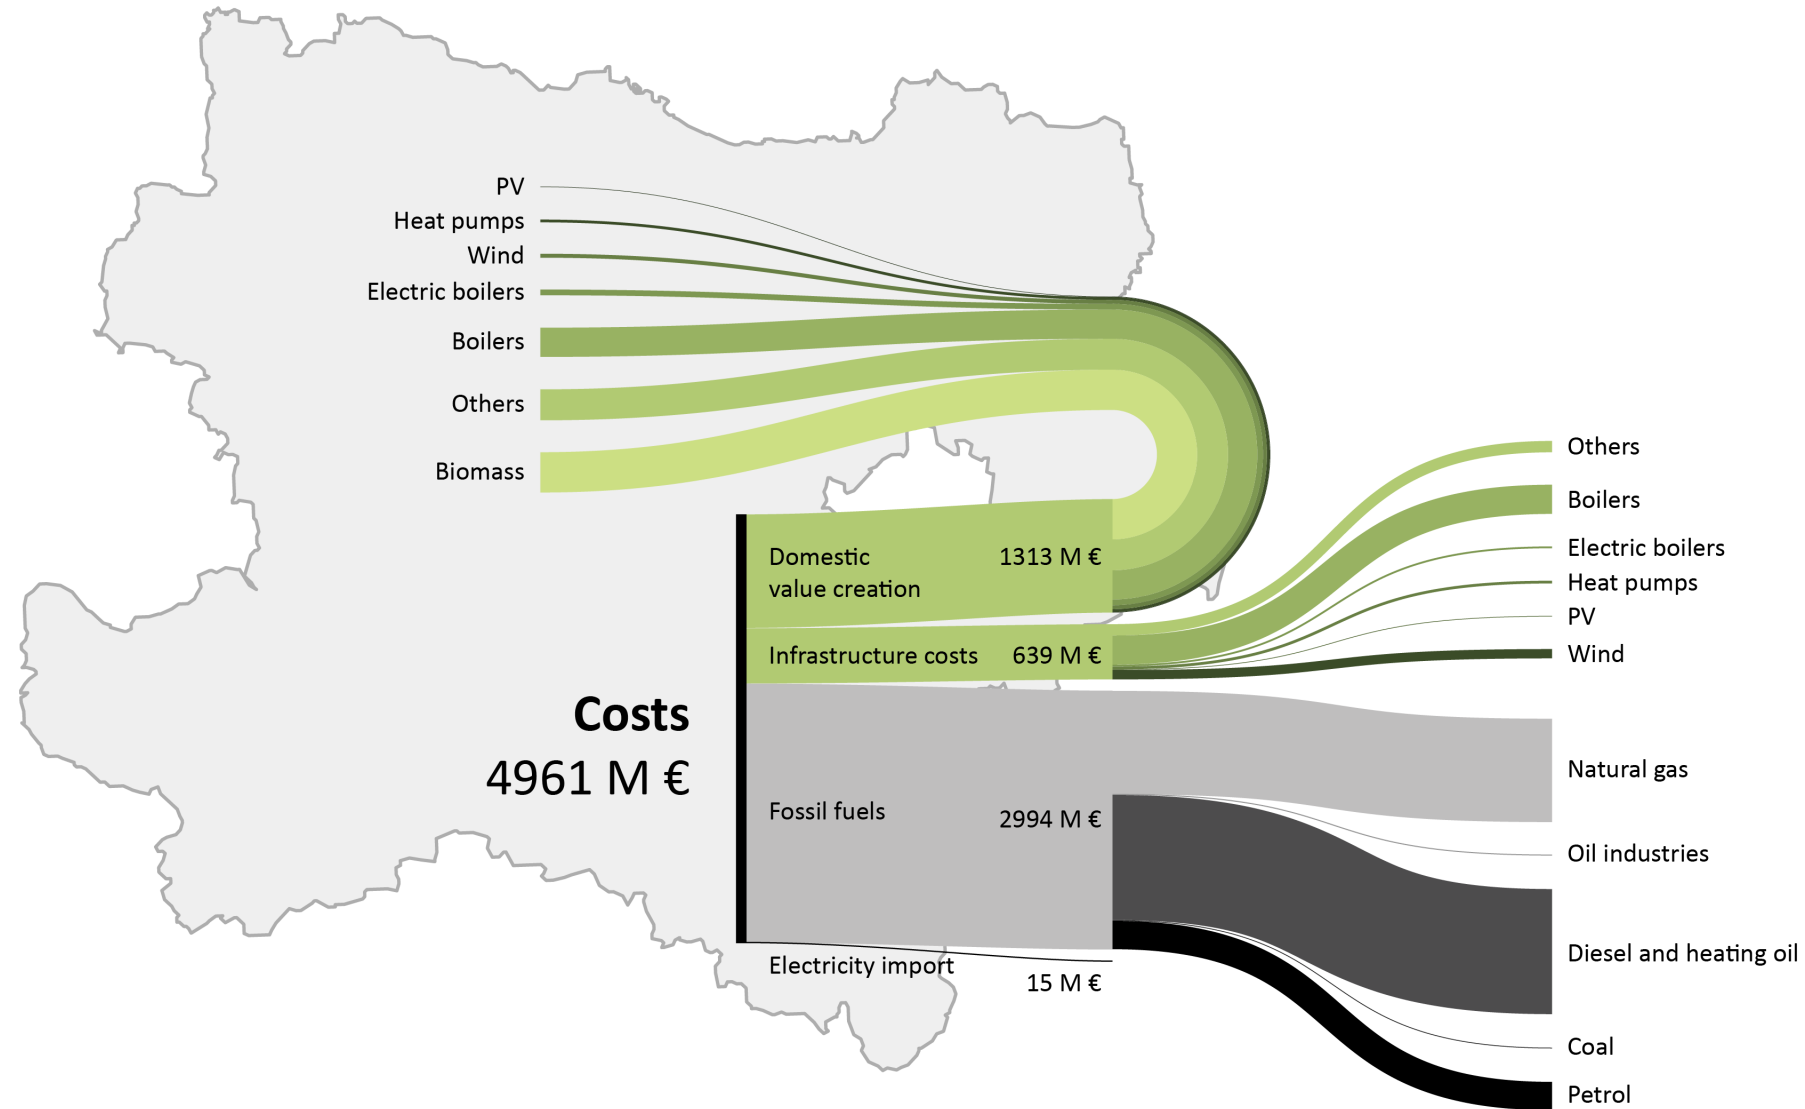 PV
Heat pumps
Wind
Electric boilers
Boilers
Others
Biomass
Domestic
value creation
1313 M €
Infrastructure costs 639 M €
Costs
4961 M €
Fossil fuels 2994 M €
Electricity import
15 M €
Others
Boilers
Electric boilers
Heat pumps
PV
Wind
Natural gas
Oil industries
Diesel and heating oil
Coal
Petrol